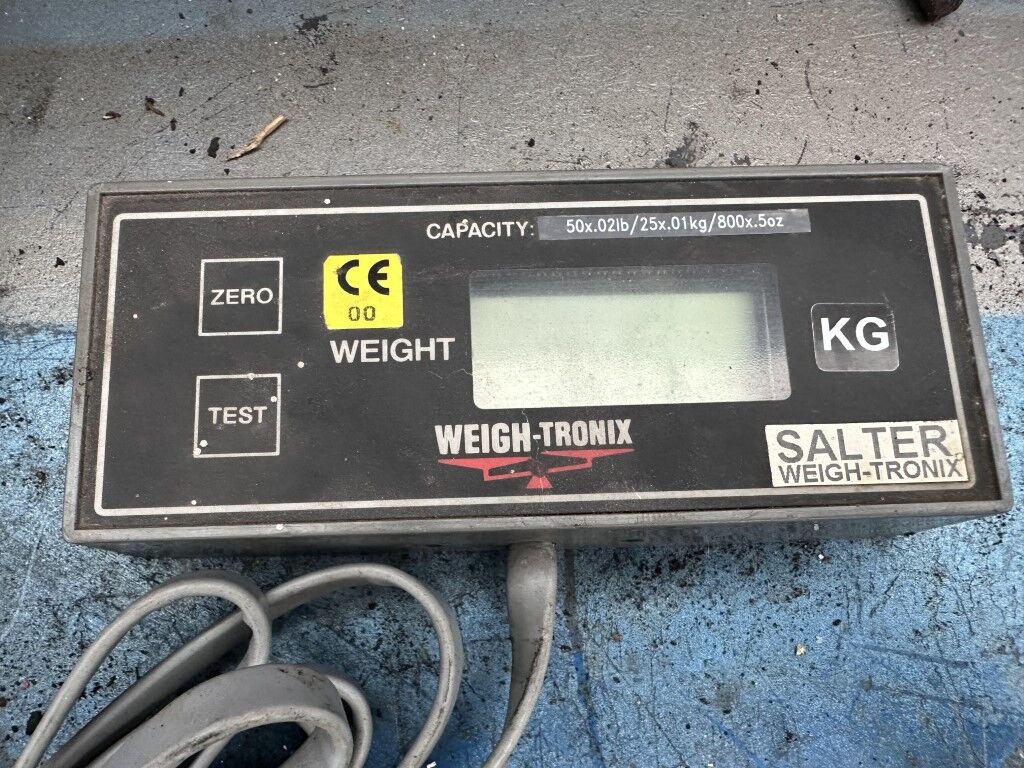 CAPACITY: 50x.02lb/25x.01kg/800x.5oz
ZERO
CE
00
WEIGHT
KG
TEST
WEIGH-TRONIX
SALTER
WEIGH-TRONIX